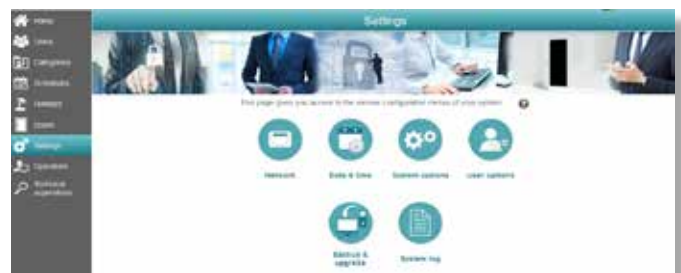 Settings
Home
Users
Categories
Schedules
Holidays
Doors
Settings
Operators
Technical supervision
This page gives you access to the various configuration menus of your system
Network
Date & time
System options
User options
Backup &
upgrade
System log